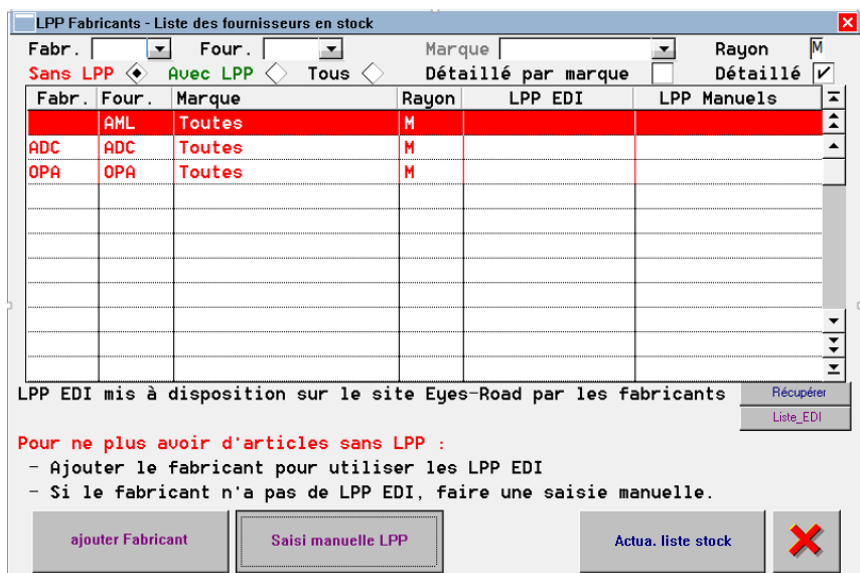 LPP Fabricants - Liste des fournisseurs en stock
Fabr. Four. Marque Rayon M
Sans LPP Avec LPP Tous Détaillé par marque Détaillé
Fabr. Four. Marque Rayon LPP EDI LPP Manuels
AML Toutes M
ADC ADC Toutes M
OPA OPA Toutes M
LPP EDI mis à disposition sur le site Eyes-Road par les fabricants Récupérer
Liste_EDI
Pour ne plus avoir d'articles sans LPP :
- Ajouter le fabricant pour utiliser les LPP EDI
- Si le fabricant n'a pas de LPP EDI, faire une saisie manuelle.
ajouter Fabricant Saisi manuelle LPP Actua. liste stock